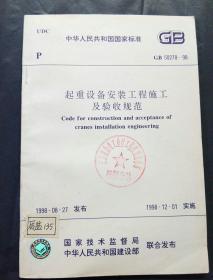 UDC
中华人民共和国国家标准
GB
P
GB 50278-98
起重设备安装工程施工
及验收规范
Code for construction and acceptance of
cranes installation engineering
1998-08-27 发布
1998-12-01 实施
国家技术监督局
中华人民共和国建设部
联合发布